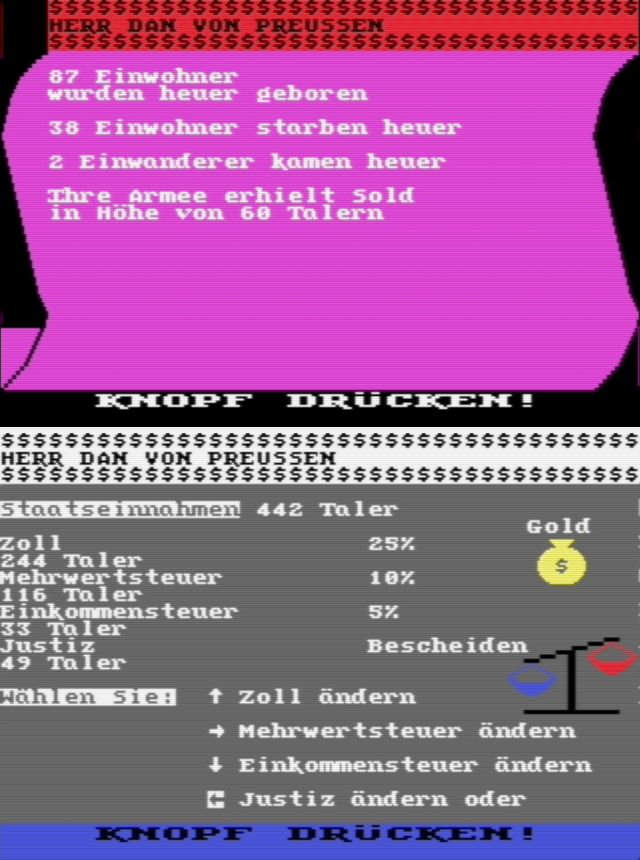 $$$$$$$$$$$$$$$$$$$$$$$$$$$$$$$$$$$$$
HERR DAN VON PREUSSEN
$$$$$$$$$$$$$$$$$$$$$$$$$$$$$$$$$$$$$
87 Einwohner
wurden heuer geboren
38 Einwohner starben heuer
2 Einwanderer kamen heuer
Ihre Armee erhielt Sold
in Höhe von 60 Talern
KNOPF DRÜCKEN!
$$$$$$$$$$$$$$$$$$$$$$$$$$$$$$$$$$$$$$$$
HERR DAN VON PREUSSEN
$$$$$$$$$$$$$$$$$$$$$$$$$$$$$$$$$$$$$$$$
Staatseinnahmen 442 Taler
Gold
$
Zoll 25%
244 Taler
Mehrwertsteuer 10%
116 Taler
Einkommensteuer 5%
33 Taler
Justiz Bescheiden
49 Taler
Wählen Sie: ↑ Zoll ändern
→ Mehrwertsteuer ändern
↓ Einkommensteuer ändern
← Justiz ändern oder
KNOPF DRÜCKEN!